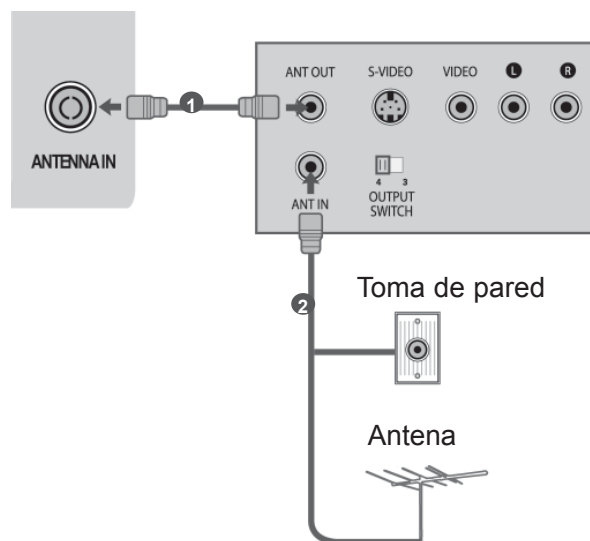 ANT OUT S-VIDEO VIDEO L R
1
ANTENNA IN
ANT IN
4 3
OUTPUT
SWITCH
2
Toma de pared
Antena